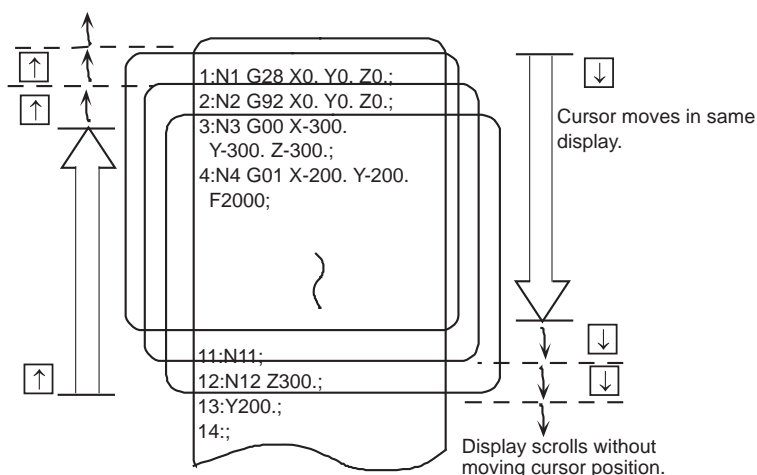 ↑
↑
↑
1:N1 G28 X0. Y0. Z0.;
2:N2 G92 X0. Y0. Z0.;
3:N3 G00 X-300.
Y-300. Z-300.;
4:N4 G01 X-200. Y-200.
F2000;
11:N11;
12:N12 Z300.;
13:Y200.;
14:;
↓
Cursor moves in same
display.
↓
↓
Display scrolls without
moving cursor position.